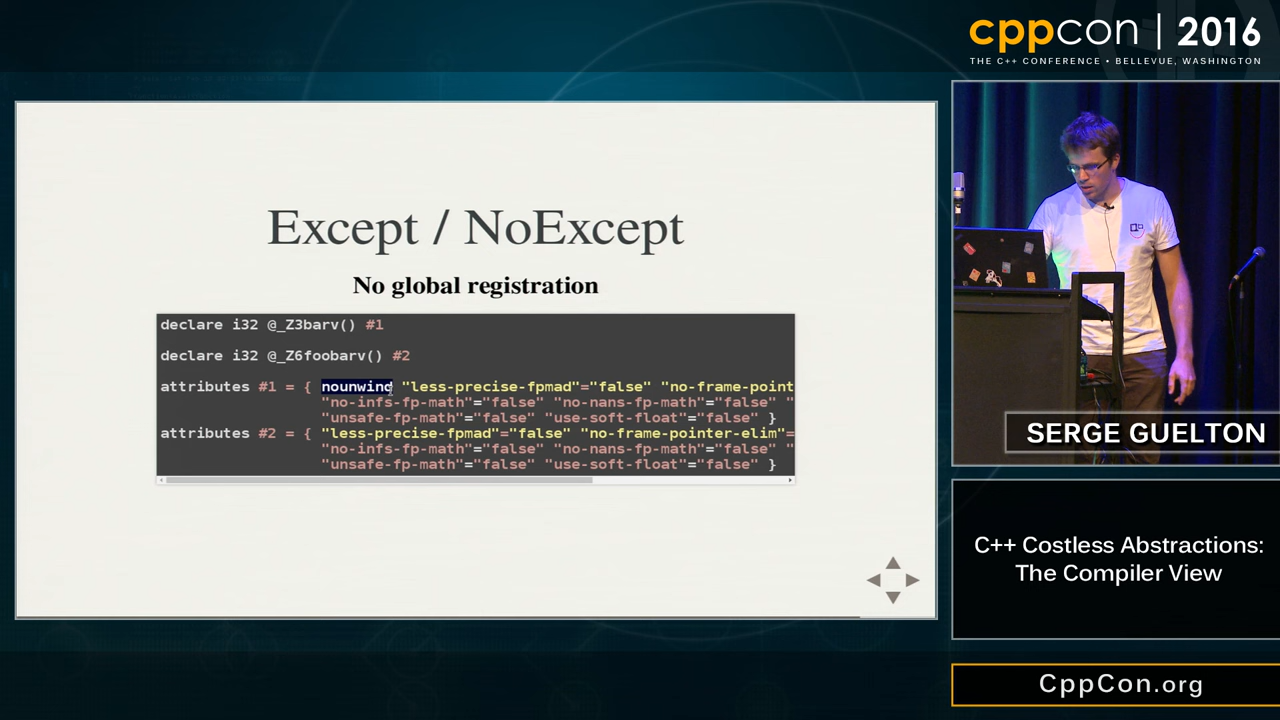 cppcon | 2016
THE C++ CONFERENCE • BELLEVUE, WASHINGTON
Except / NoExcept
No global registration
declare i32 @_Z3barv() #1
declare i32 @_Z6foobarv() #2
attributes #1 = { nounwind "less-precise-fpmad"="false" "no-frame-point
"no-infs-fp-math"="false" "no-nans-fp-math"="false" "
"unsafe-fp-math"="false" "use-soft-float"="false" }
attributes #2 = { "less-precise-fpmad"="false" "no-frame-pointer-elim"=
"no-infs-fp-math"="false" "no-nans-fp-math"="false" "
"unsafe-fp-math"="false" "use-soft-float"="false" }
SERGE GUELTON
C++ Costless Abstractions:
The Compiler View
CppCon.org